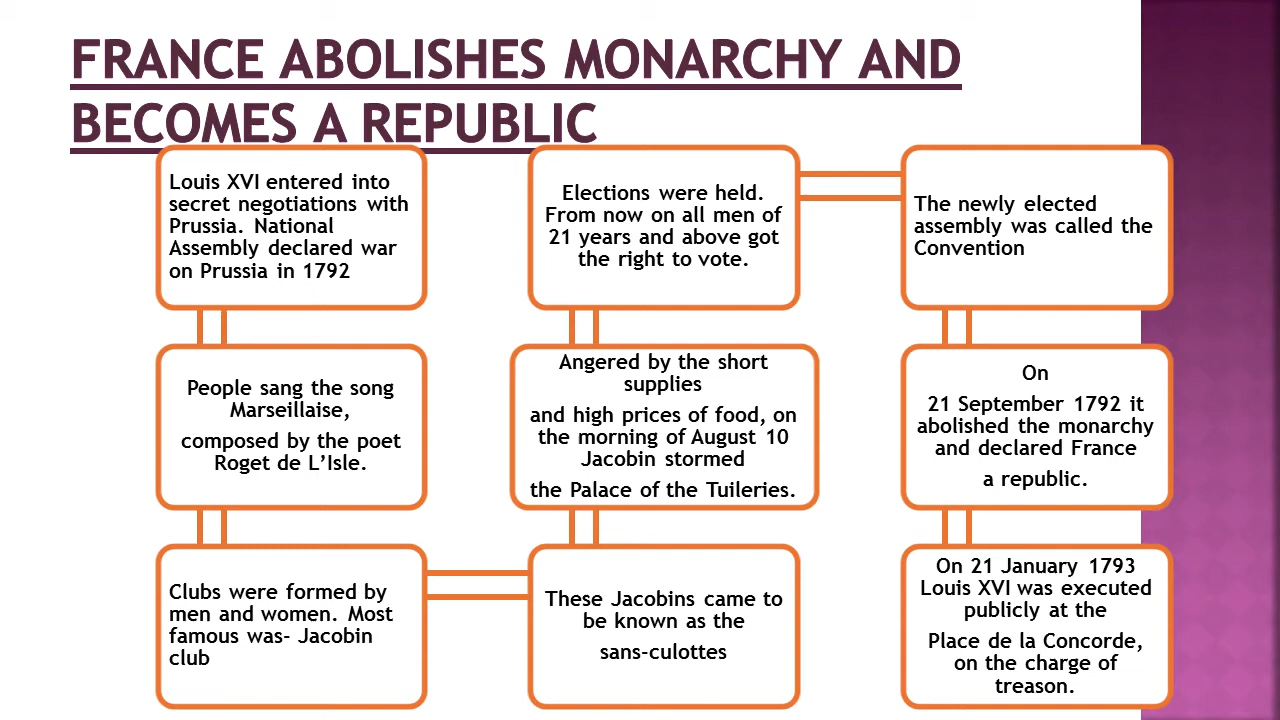 FRANCE ABOLISHES MONARCHY AND
BECOMES A REPUBLIC
Louis XVI entered into
secret negotiations with
Prussia. National
Assembly declared war
on Prussia in 1792
People sang the song
Marseillaise,
composed by the poet
Roget de L’Isle.
Clubs were formed by
men and women. Most
famous was- Jacobin
club
These Jacobins came to
be known as the
sans-culottes
Angered by the short
supplies
and high prices of food, on
the morning of August 10
Jacobin stormed
the Palace of the Tuileries.
Elections were held.
From now on all men of
21 years and above got
the right to vote.
The newly elected
assembly was called the
Convention
On
21 September 1792 it
abolished the monarchy
and declared France
a republic.
On 21 January 1793
Louis XVI was executed
publicly at the
Place de la Concorde,
on the charge of
treason.